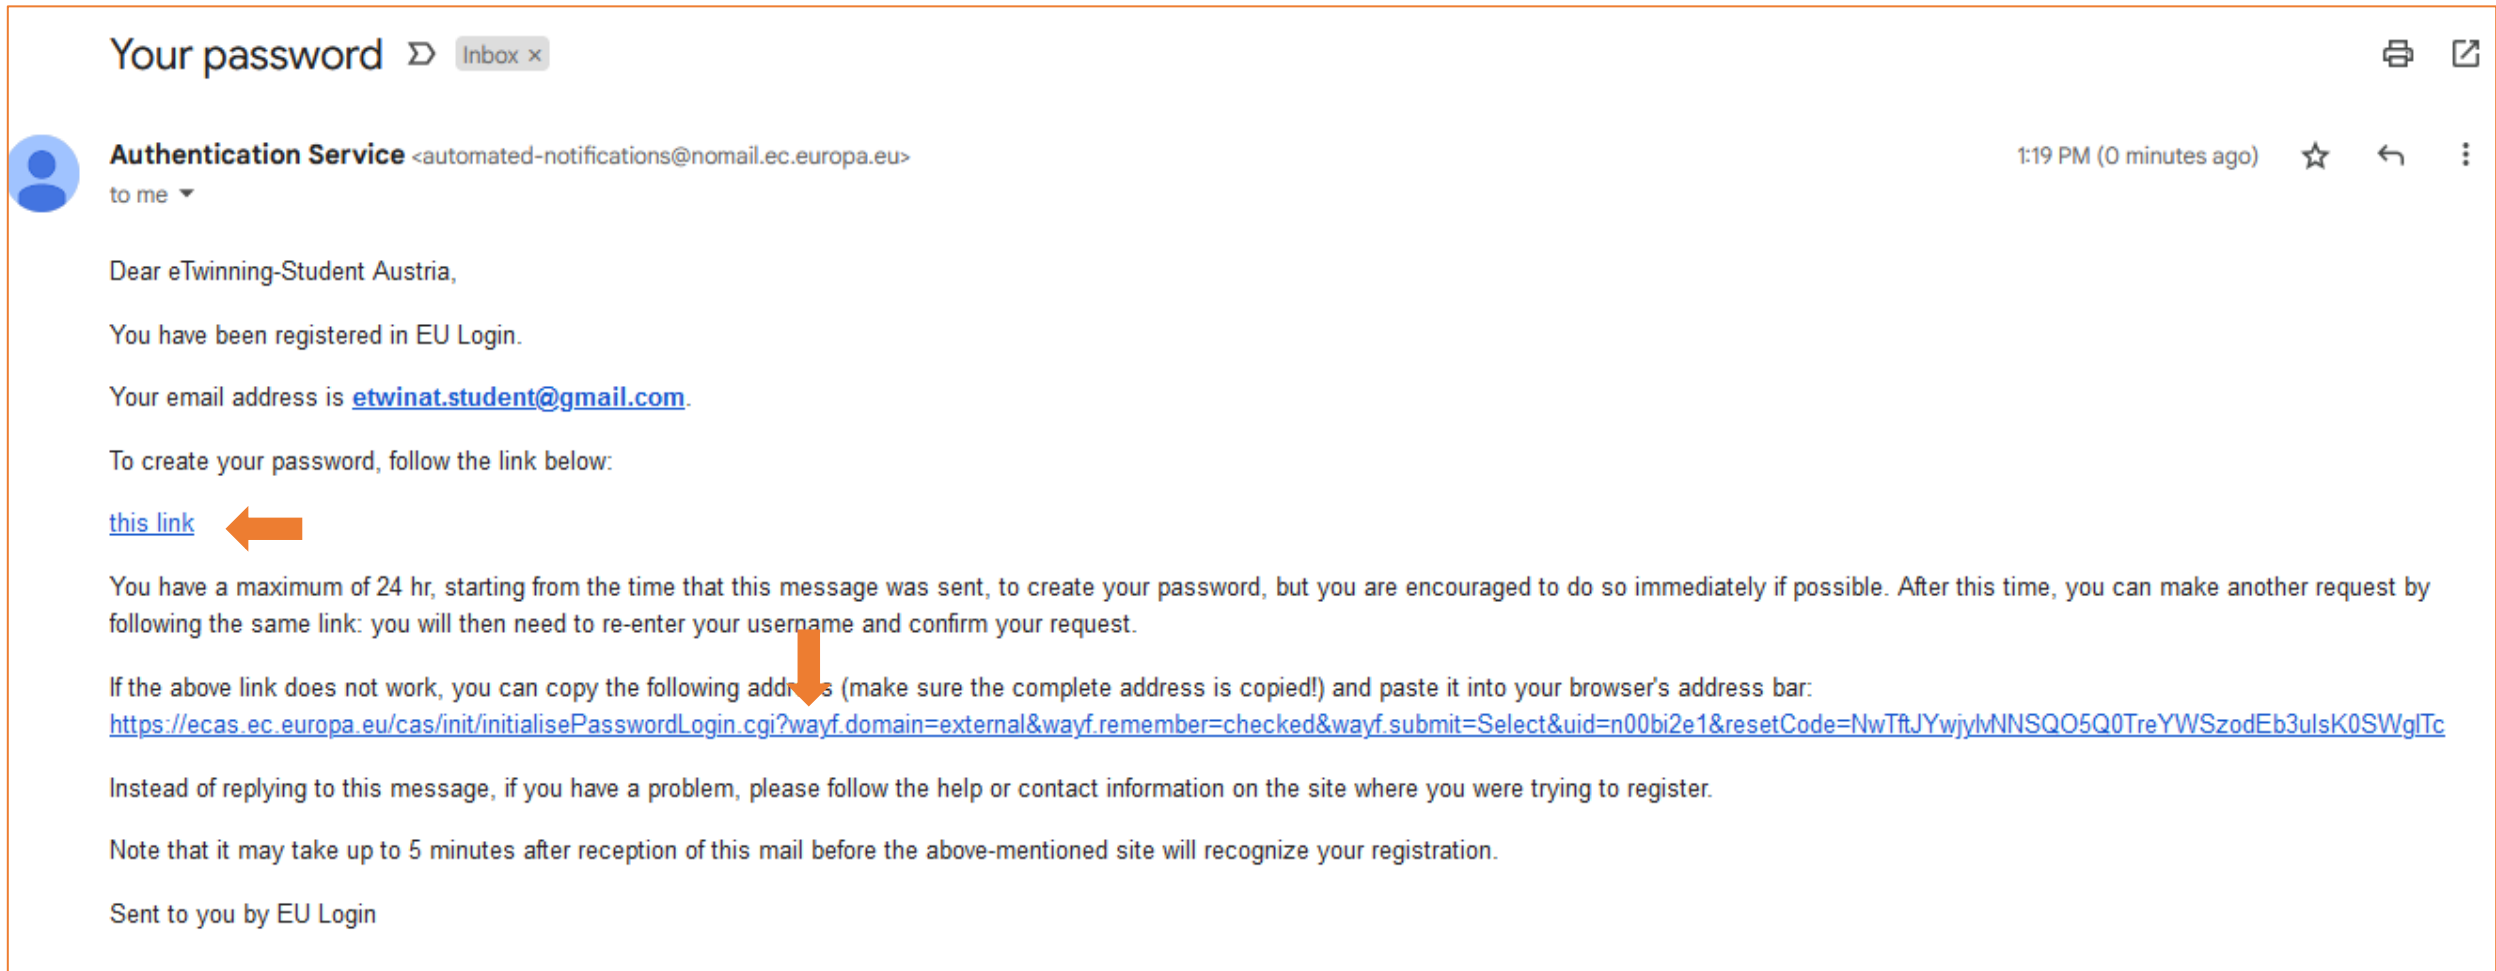 Your password Inbox ×
Authentication Service <automated-notifications@nomail.ec.europa.eu>
1:19 PM (0 minutes ago)
to me
Dear eTwinning-Student Austria,
You have been registered in EU Login.
Your email address is etwinat.student@gmail.com.
To create your password, follow the link below:
this link
You have a maximum of 24 hr, starting from the time that this message was sent, to create your password, but you are encouraged to do so immediately if possible. After this time, you can make another request by
following the same link: you will then need to re-enter your username and confirm your request.
If the above link does not work, you can copy the following address (make sure the complete address is copied!) and paste it into your browser's address bar:
https://ecas.ec.europa.eu/cas/init/initialisePasswordLogin.cgi?wayf.domain=external&wayf.remember=checked&wayf.submit=Select&uid=n00bi2e1&resetCode=NwTftJYwjylvNNSQO5Q0TreYWSzodEb3ulsK0SWglTc
Instead of replying to this message, if you have a problem, please follow the help or contact information on the site where you were trying to register.
Note that it may take up to 5 minutes after reception of this mail before the above-mentioned site will recognize your registration.
Sent to you by EU Login